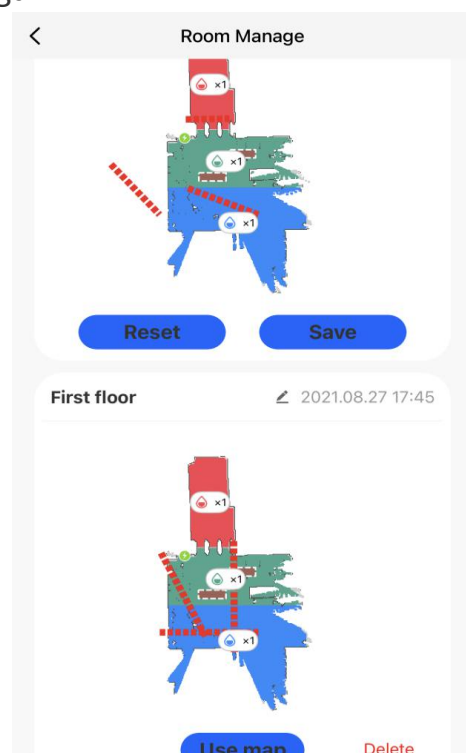 Room Manage
×1
×1
×1
Reset Save
First floor 2021.08.27 17:45
×1
×1
×1
Use map Delete